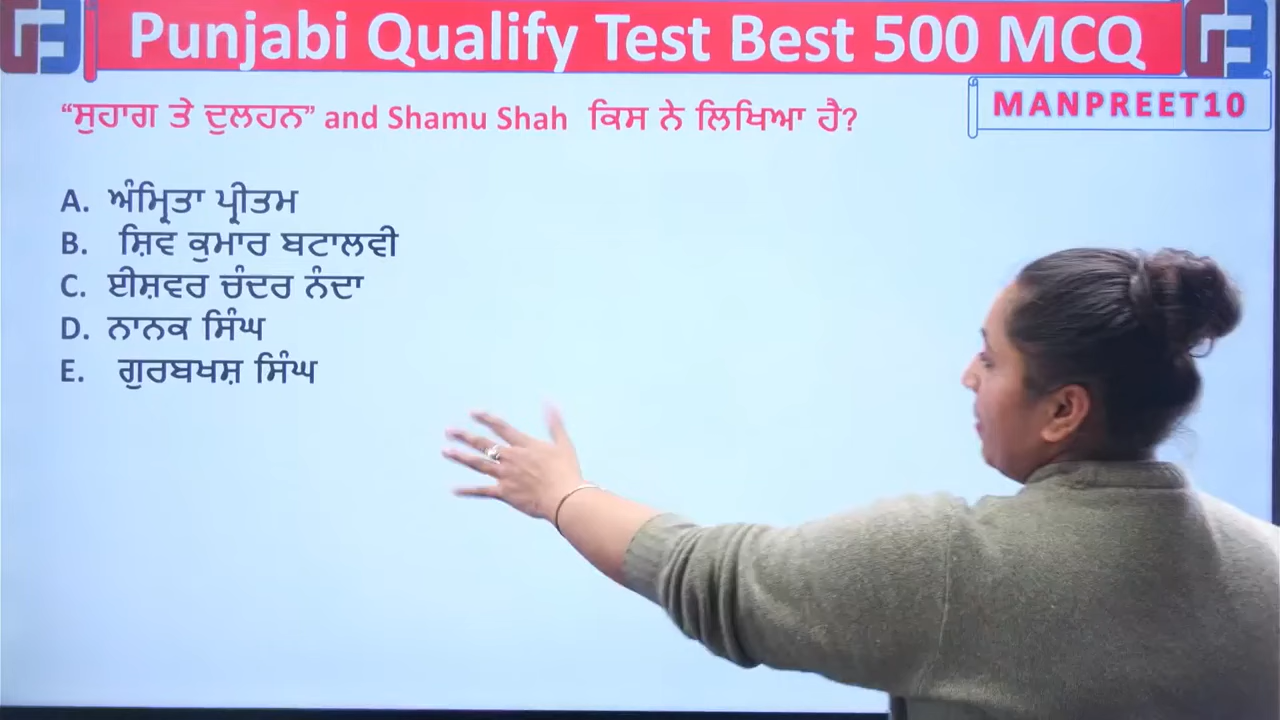 Punjabi Qualify Test Best 500 MCQ
MANPREET10
“ਸੁਹਾਗ ਤੇ ਦੁਲਹਨ” and Shamu Shah ਕਿਸ ਨੇ ਲਿਖਿਆ ਹੈ?
A. ਅੰਮ੍ਰਿਤਾ ਪ੍ਰੀਤਮ
B. ਸ਼ਿਵ ਕੁਮਾਰ ਬਟਾਲਵੀ
C. ਈਸ਼ਵਰ ਚੰਦਰ ਨੰਦਾ
D. ਨਾਨਕ ਸਿੰਘ
E. ਗੁਰਬਖਸ਼ ਸਿੰਘ